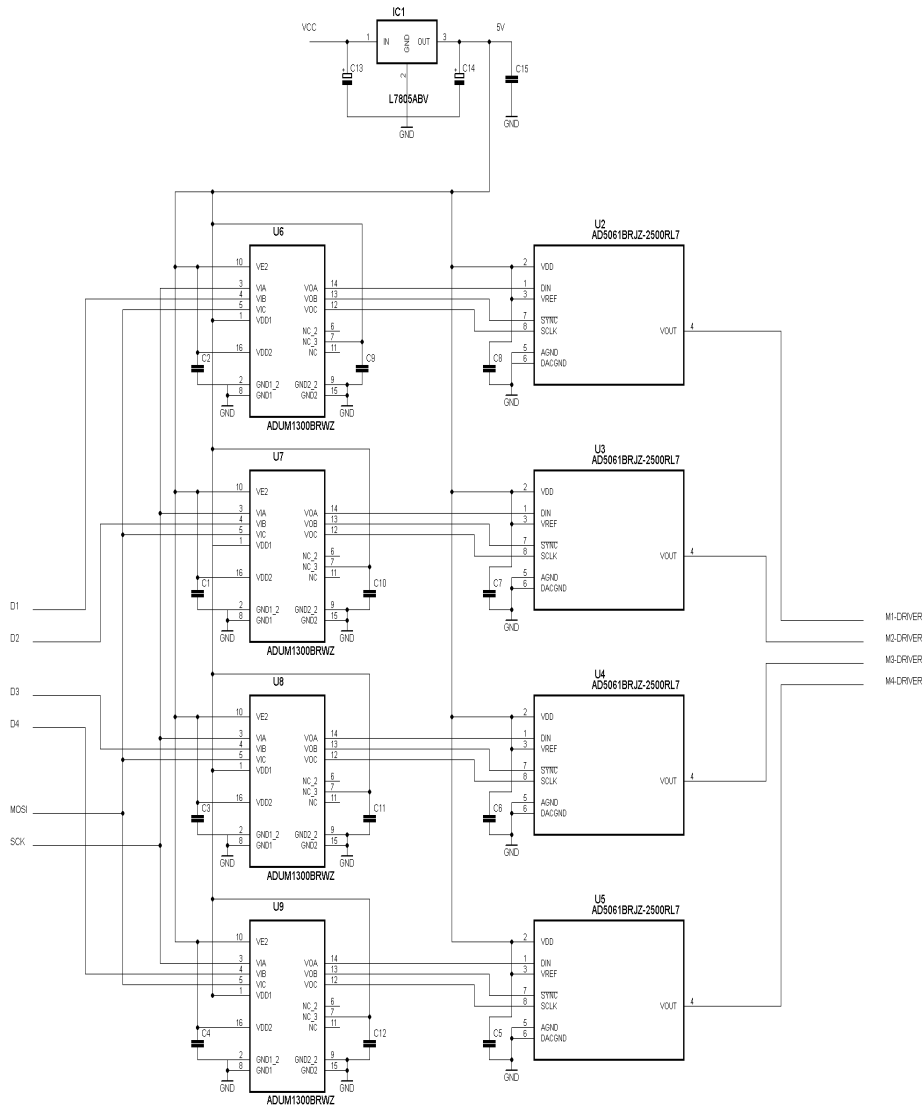 IC1
VCC
1
IN
GND
OUT
3
5V
2
C13
C14
C15
L7805ABV
GND
GND
U6
10 VE2
3 VIA
4 VIB
5 VIC
1 VDD1
16 VDD2
2 GND1_2
8 GND1
VOA 14
VOB 13
VOC 12
NC_2 6
NC_3 7
NC 11
GND2_2 9
GND2 15
C2
C9
GND
GND
ADUM1300BRWZ
U2
AD5061BRJZ-2500RL7
2 VDD
1 DIN
3 VREF
7 SYNC
8 SCLK
5 AGND
6 DACGND
VOUT 4
C8
GND
U7
10 VE2
3 VIA
4 VIB
5 VIC
1 VDD1
16 VDD2
2 GND1_2
8 GND1
VOA 14
VOB 13
VOC 12
NC_2 6
NC_3 7
NC 11
GND2_2 9
GND2 15
C1
C10
GND
GND
ADUM1300BRWZ
U3
AD5061BRJZ-2500RL7
2 VDD
1 DIN
3 VREF
7 SYNC
8 SCLK
5 AGND
6 DACGND
VOUT 4
C7
GND
D1
D2
D3
D4
MOSI
SCK
M1-DRIVER
M2-DRIVER
M3-DRIVER
M4-DRIVER
U8
10 VE2
3 VIA
4 VIB
5 VIC
1 VDD1
16 VDD2
2 GND1_2
8 GND1
VOA 14
VOB 13
VOC 12
NC_2 6
NC_3 7
NC 11
GND2_2 9
GND2 15
C3
C11
GND
GND
ADUM1300BRWZ
U4
AD5061BRJZ-2500RL7
2 VDD
1 DIN
3 VREF
7 SYNC
8 SCLK
5 AGND
6 DACGND
VOUT 4
C6
GND
U9
10 VE2
3 VIA
4 VIB
5 VIC
1 VDD1
16 VDD2
2 GND1_2
8 GND1
VOA 14
VOB 13
VOC 12
NC_2 6
NC_3 7
NC 11
GND2_2 9
GND2 15
C4
C12
GND
GND
ADUM1300BRWZ
U5
AD5061BRJZ-2500RL7
2 VDD
1 DIN
3 VREF
7 SYNC
8 SCLK
5 AGND
6 DACGND
VOUT 4
C5
GND